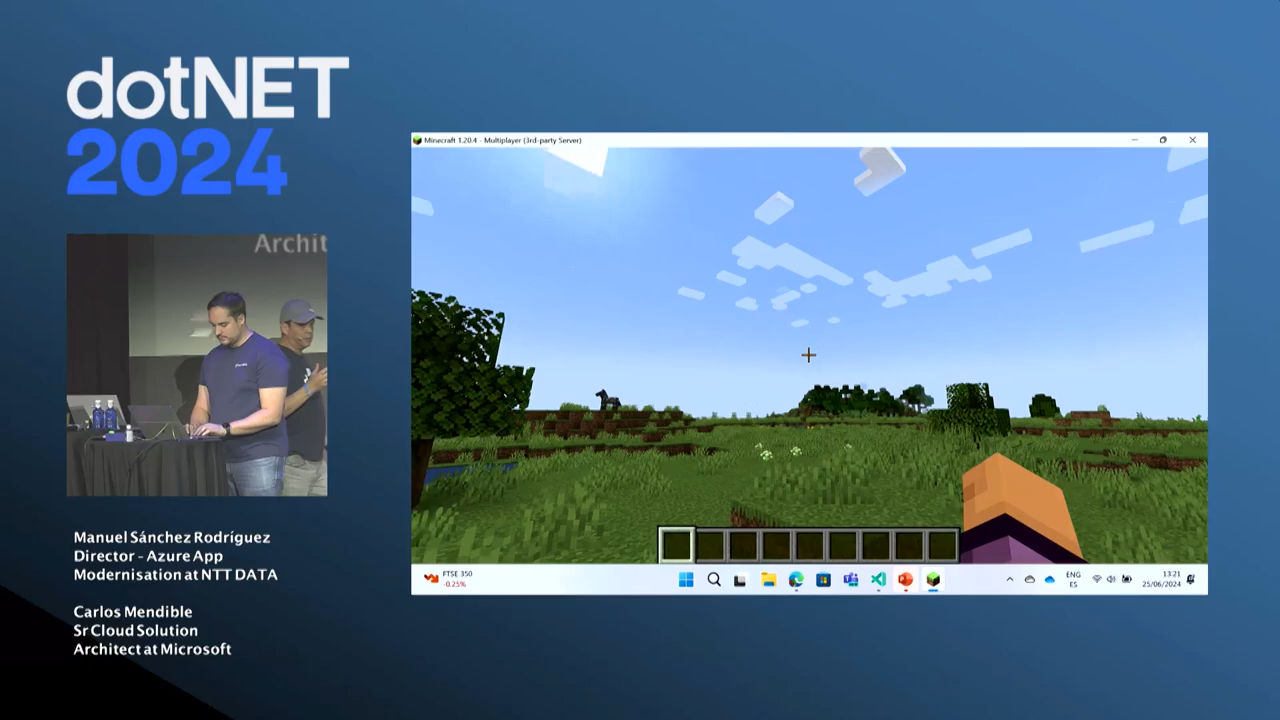 dotNET
2024
Archit
Manuel Sánchez Rodríguez
Director - Azure App
Modernisation at NTT DATA
Carlos Mendible
Sr Cloud Solution
Architect at Microsoft
Minecraft 1.20.4 - Multiplayer (3rd-party Server)
FTSE 350
-0.25%
ENG
ES
13:21
25/06/2024